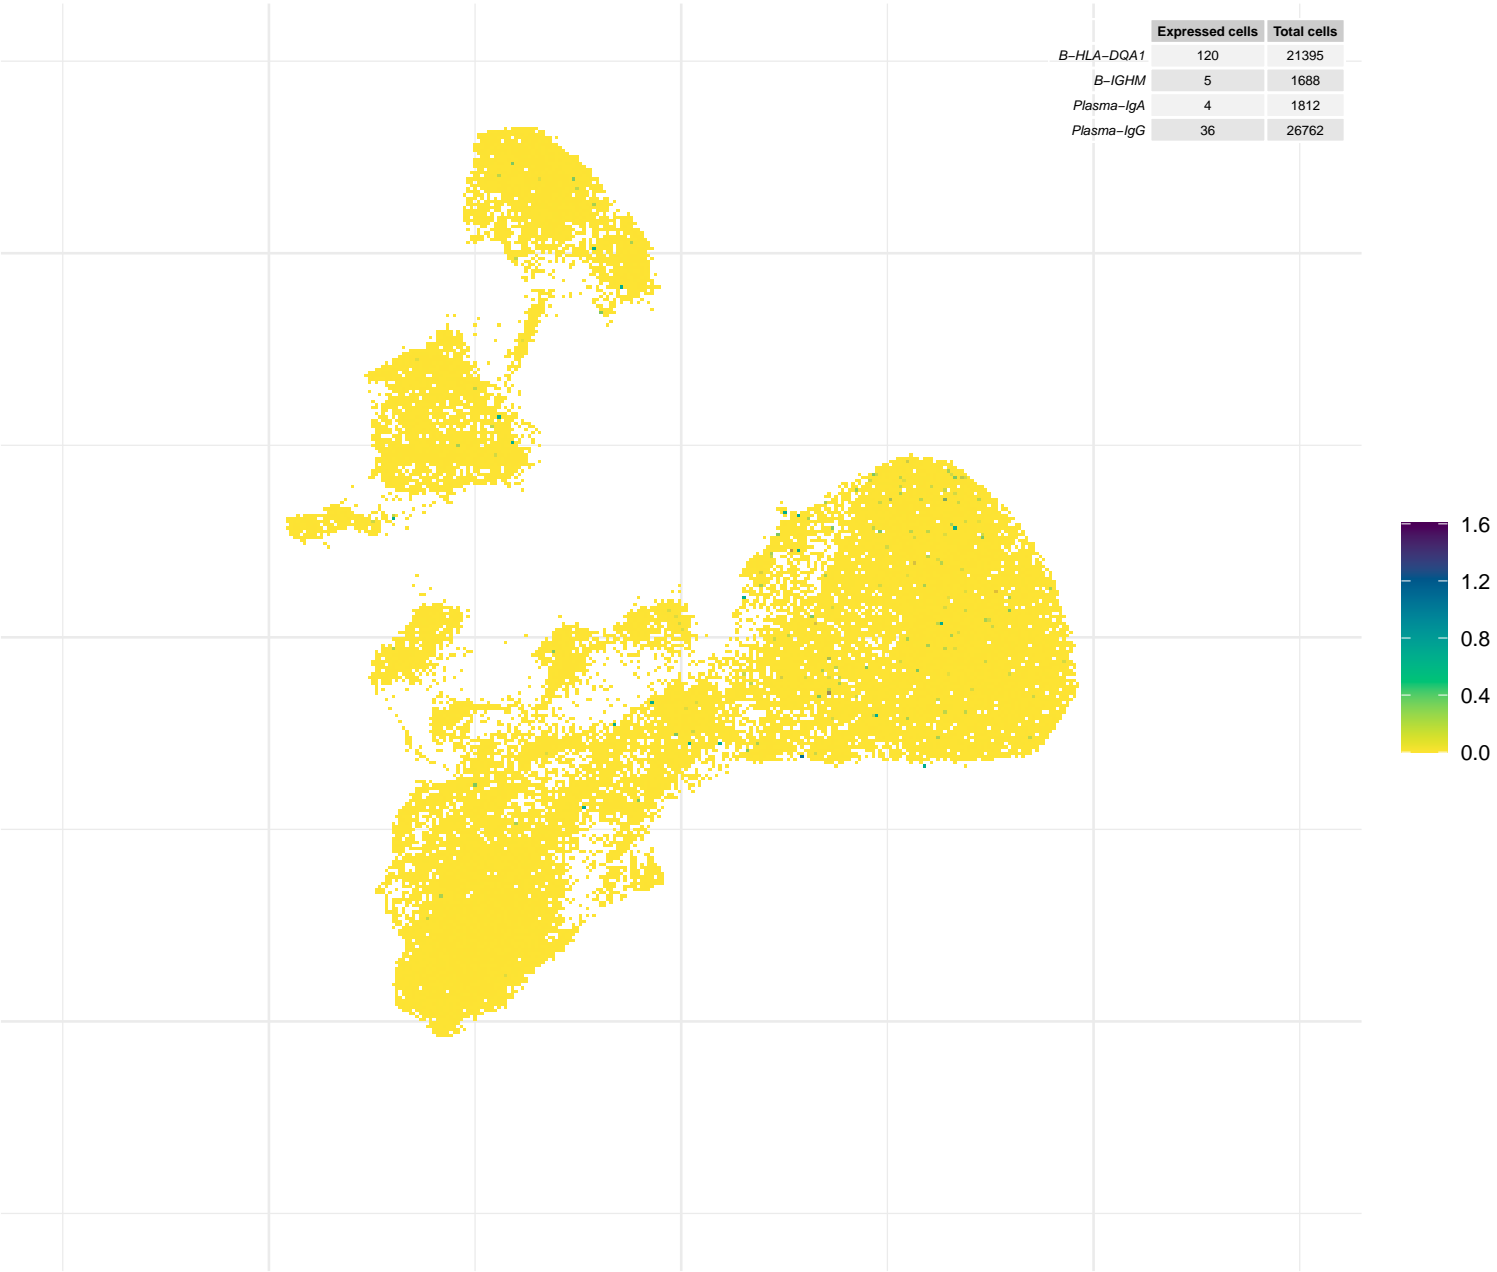 Expressed cells Total cells
B−HLA−DQA1 120 21395
B−IGHM 5 1688
Plasma−IgA 4 1812
Plasma−IgG 36 26762
1.6
1.2
0.8
0.4
0.0